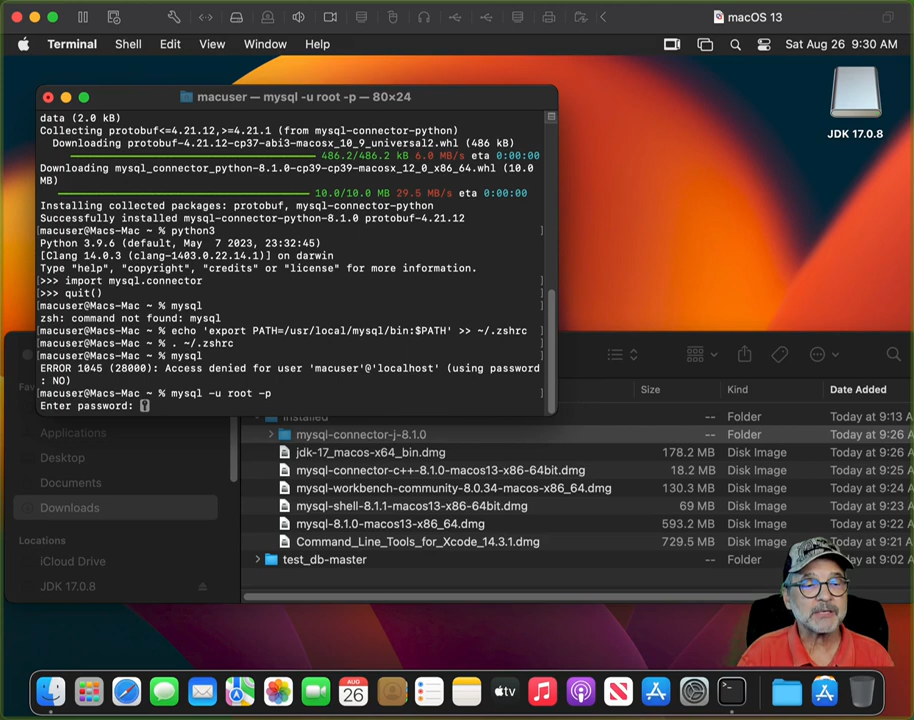 macOS 13
Terminal Shell Edit View Window Help Sat Aug 26 9:30 AM
JDK 17.0.8
macuser — mysql -u root -p — 80×24
data (2.0 kB)
Collecting protobuf<=4.21.12,>=4.21.1 (from mysql-connector-python)
Downloading protobuf-4.21.12-cp37-abi3-macosx_10_9_universal2.whl (486 kB)
486.2/486.2 kB 6.0 MB/s eta 0:00:00
Downloading mysql_connector_python-8.1.0-cp39-cp39-macosx_12_0_x86_64.whl (10.0
MB)
10.0/10.0 MB 29.5 MB/s eta 0:00:00
Installing collected packages: protobuf, mysql-connector-python
Successfully installed mysql-connector-python-8.1.0 protobuf-4.21.12
[macuser@Macs-Mac ~ % python3 ]
Python 3.9.6 (default, May  7 2023, 23:32:45)
[Clang 14.0.3 (clang-1403.0.22.14.1)] on darwin
Type "help", "copyright", "credits" or "license" for more information.
[>>> import mysql.connector ]
[>>> quit() ]
[macuser@Macs-Mac ~ % mysql ]
zsh: command not found: mysql
[macuser@Macs-Mac ~ % echo 'export PATH=/usr/local/mysql/bin:$PATH' >> ~/.zshrc ]
[macuser@Macs-Mac ~ % . ~/.zshrc ]
[macuser@Macs-Mac ~ % mysql ]
ERROR 1045 (28000): Access denied for user 'macuser'@'localhost' (using password
: NO)
[macuser@Macs-Mac ~ % mysql -u root -p ]
Enter password:
Size Kind Date Added
Installed -- Folder Today at 9:13 A
mysql-connector-j-8.1.0 -- Folder Today at 9:26 A
jdk-17_macos-x64_bin.dmg 178.2 MB Disk Image Today at 9:26 A
mysql-connector-c++-8.1.0-macos13-x86-64bit.dmg 18.2 MB Disk Image Today at 9:25 A
mysql-workbench-community-8.0.34-macos-x86_64.dmg 130.3 MB Disk Image Today at 9:24 A
mysql-shell-8.1.1-macos13-x86-64bit.dmg 69 MB Disk Image Today at 9:23 A
mysql-8.1.0-macos13-x86_64.dmg 593.2 MB Disk Image Today at 9:22 A
Command_Line_Tools_for_Xcode_14.3.1.dmg 729.5 MB Disk Image Today at 9:21 A
test_db-master -- Folder Today at 9:02 A
Fav
Applications
Desktop
Documents
Downloads
Locations
iCloud Drive
JDK 17.0.8
AUG
26
tv